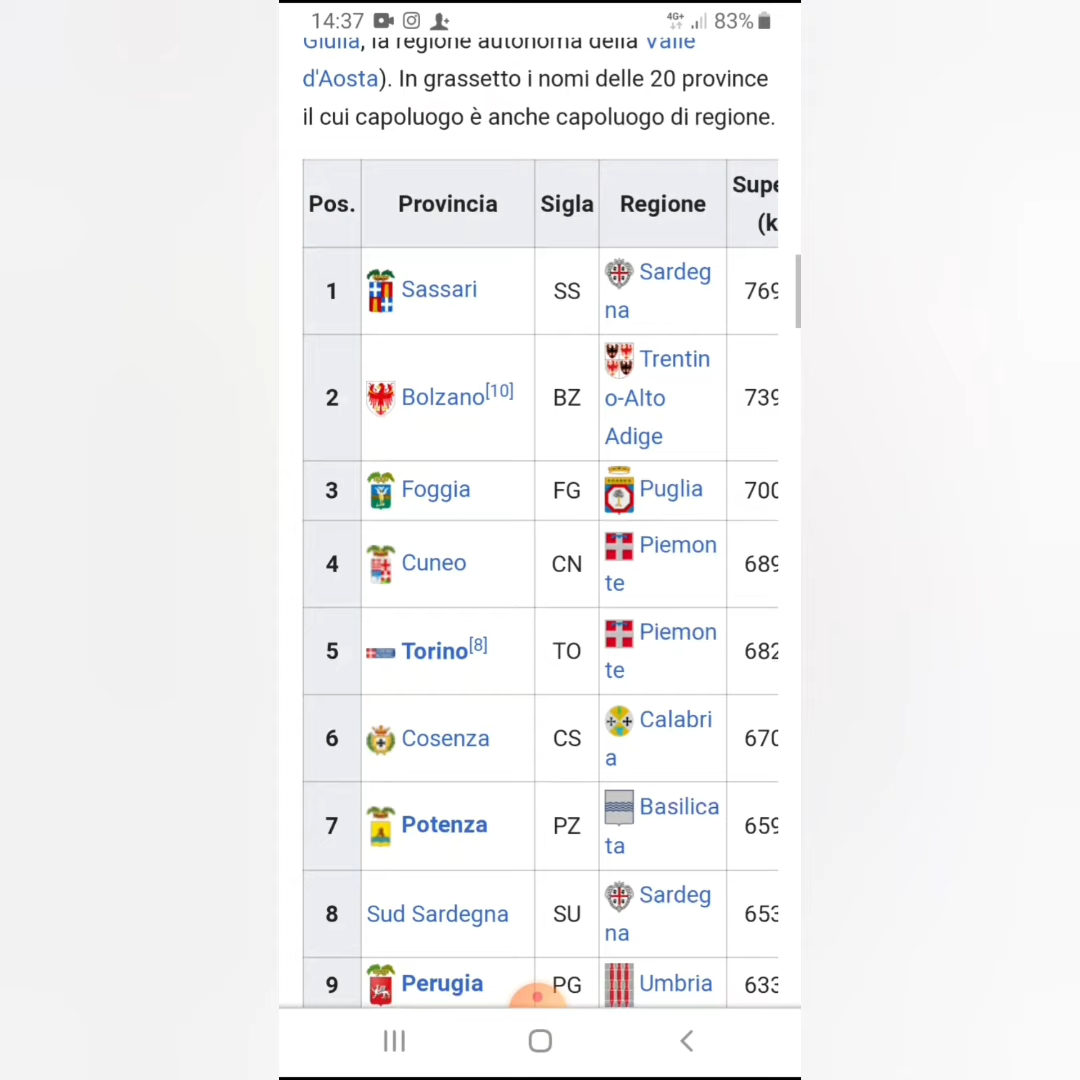 14:37 4G+ 83%
Giulia, la regione autonoma della Valle
d'Aosta). In grassetto i nomi delle 20 province
il cui capoluogo è anche capoluogo di regione.
Pos. Provincia Sigla Regione Supe
(k
1 Sassari SS Sardeg
na 769
2 Bolzano[10] BZ Trentin
o-Alto 739
Adige
3 Foggia FG Puglia 700
4 Cuneo CN Piemon
te 689
5 Torino[8] TO Piemon
te 682
6 Cosenza CS Calabri
a 670
7 Potenza PZ Basilica
ta 659
8 Sud Sardegna SU Sardeg
na 653
9 Perugia PG Umbria 633